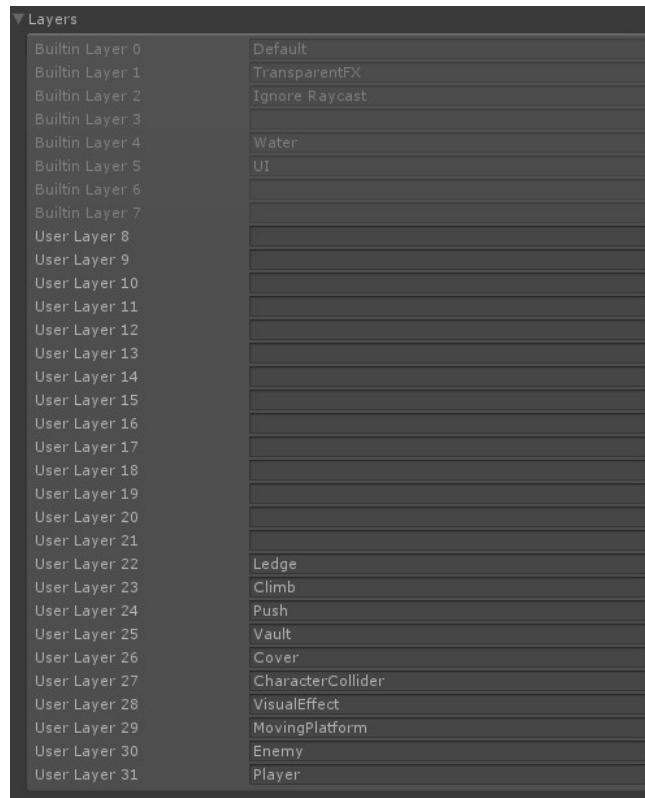 Layers
Builtin Layer 0 Default
Builtin Layer 1 TransparentFX
Builtin Layer 2 Ignore Raycast
Builtin Layer 3
Builtin Layer 4 Water
Builtin Layer 5 UI
Builtin Layer 6
Builtin Layer 7
User Layer 8
User Layer 9
User Layer 10
User Layer 11
User Layer 12
User Layer 13
User Layer 14
User Layer 15
User Layer 16
User Layer 17
User Layer 18
User Layer 19
User Layer 20
User Layer 21
User Layer 22 Ledge
User Layer 23 Climb
User Layer 24 Push
User Layer 25 Vault
User Layer 26 Cover
User Layer 27 CharacterCollider
User Layer 28 VisualEffect
User Layer 29 MovingPlatform
User Layer 30 Enemy
User Layer 31 Player